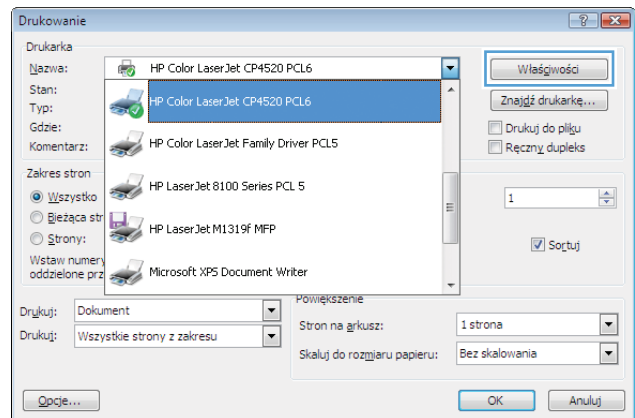 Drukowanie
Drukarka
Nazwa: HP Color LaserJet CP4520 PCL6 Właściwości
Stan:
Typ: HP Color LaserJet CP4520 PCL6 Znajdź drukarkę...
Gdzie: Drukuj do pliku
Komentarz: HP Color LaserJet Family Driver PCL5 Ręczny dupleks
Zakres stron
Wszystko HP LaserJet 8100 Series PCL 5 1
Bieżąca str
Strony: HP LaserJet M1319f MFP Sortuj
Wstaw numery
oddzielone prz Microsoft XPS Document Writer
Drukuj: Dokument Powiększenie
Stron na arkusz: 1 strona
Drukuj: Wszystkie strony z zakresu
Skaluj do rozmiaru papieru: Bez skalowania
Opcje... OK Anuluj